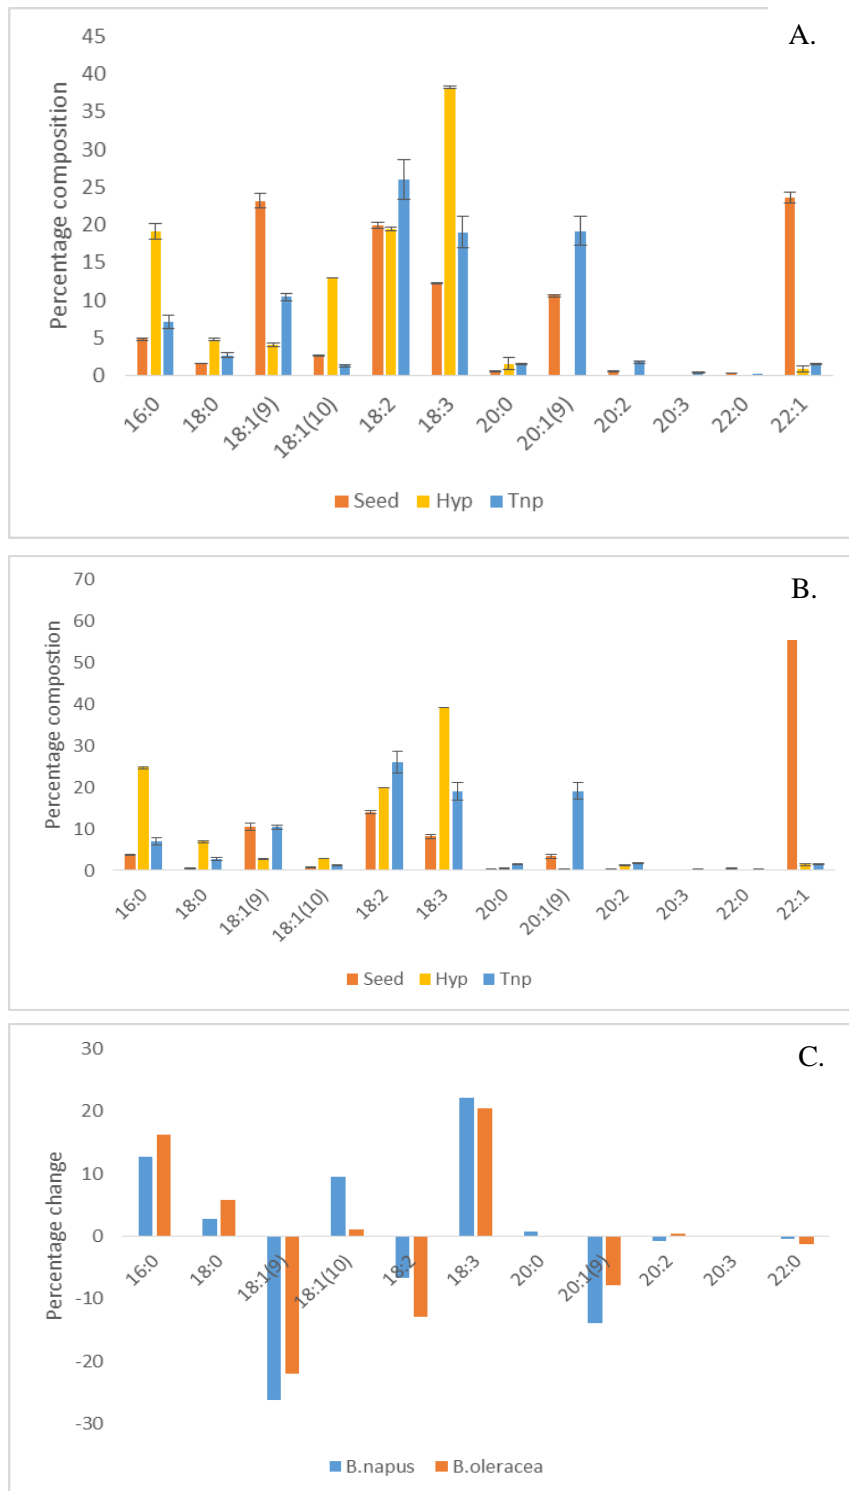 A.
45
40
35
30
25
20
15
10
5
0
Percentage composition
16:0 18:0 18:1(9) 18:1(10) 18:2 18:3 20:0 20:1(9) 20:2 20:3 22:0 22:1
Seed Hyp Tnp
B.
70
60
50
40
30
20
10
0
Percentage compostion
16:0 18:0 18:1(9) 18:1(10) 18:2 18:3 20:0 20:1(9) 20:2 20:3 22:0 22:1
Seed Hyp Tnp
C.
30
20
10
0
-10
-20
-30
Percentage change
16:0 18:0 18:1(9) 18:1(10) 18:2 18:3 20:0 20:1(9) 20:2 20:3 22:0
B.napus B.oleracea